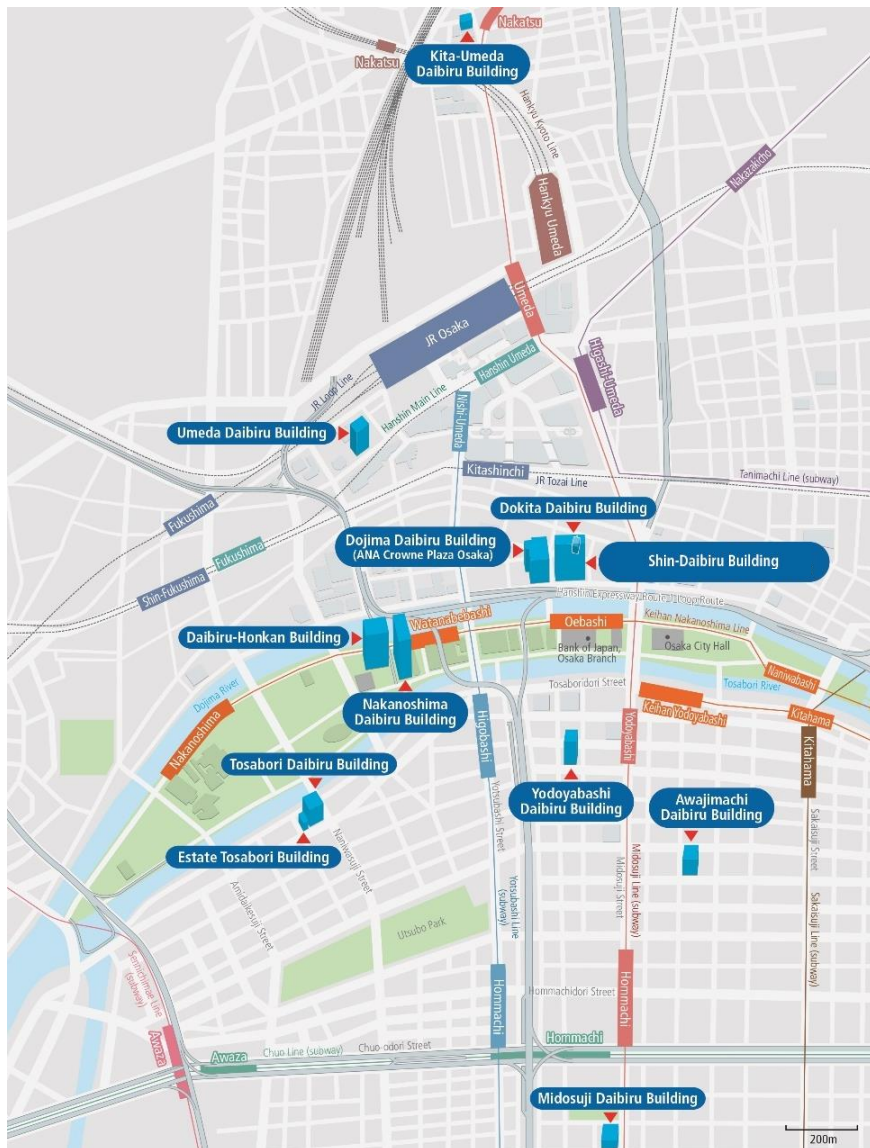 Nakatsu
Nakatsu
Kita-Umeda
Daibiru Building
Hankyu Kyoto Line
Nakazakicho
Hankyu Umeda
Umeda
JR Osaka
Hanshin Umeda
JR Loop Line
Hanshin Main Line
Nishi-Umeda
Higashi-Umeda
Umeda Daibiru Building
Kitashinchi
JR Tozai Line
Tanimachi Line (subway)
Fukushima
Fukushima
Shin-Fukushima
Dokita Daibiru Building
Dojima Daibiru Building
(ANA Crowne Plaza Osaka)
Shin-Daibiru Building
Hanshin Expressway Route 1 Loop Route
Watanabebashi
Oebashi
Keihan Nakanoshima Line
Daibiru-Honkan Building
Bank of Japan,
Osaka Branch
Osaka City Hall
Naniwabashi
Dojima River
Tosaboridori Street
Tosabori River
Nakanoshima
Nakanoshima
Daibiru Building
Higobashi
Yodoyabashi
Keihan Yodoyabashi
Kitahama
Kitahama
Tosabori Daibiru Building
Yodoyabashi
Daibiru Building
Awajimachi
Daibiru Building
Estate Tosabori Building
Naniwasuji Street
Amidaikesuji Street
Yotsubashi Street
Yotsubashi Line
(subway)
Midosuji Street
Midosuji Line (subway)
Sakaisuji Street
Sakaisuji Line (subway)
Utsubo Park
Sennichimae Line
(subway)
Hommachi
Hommachidori Street
Hommachi
Awaza
Awaza
Chuo Line (subway)
Chuo-odori Street
Hommachi
Midosuji Daibiru Building
200m